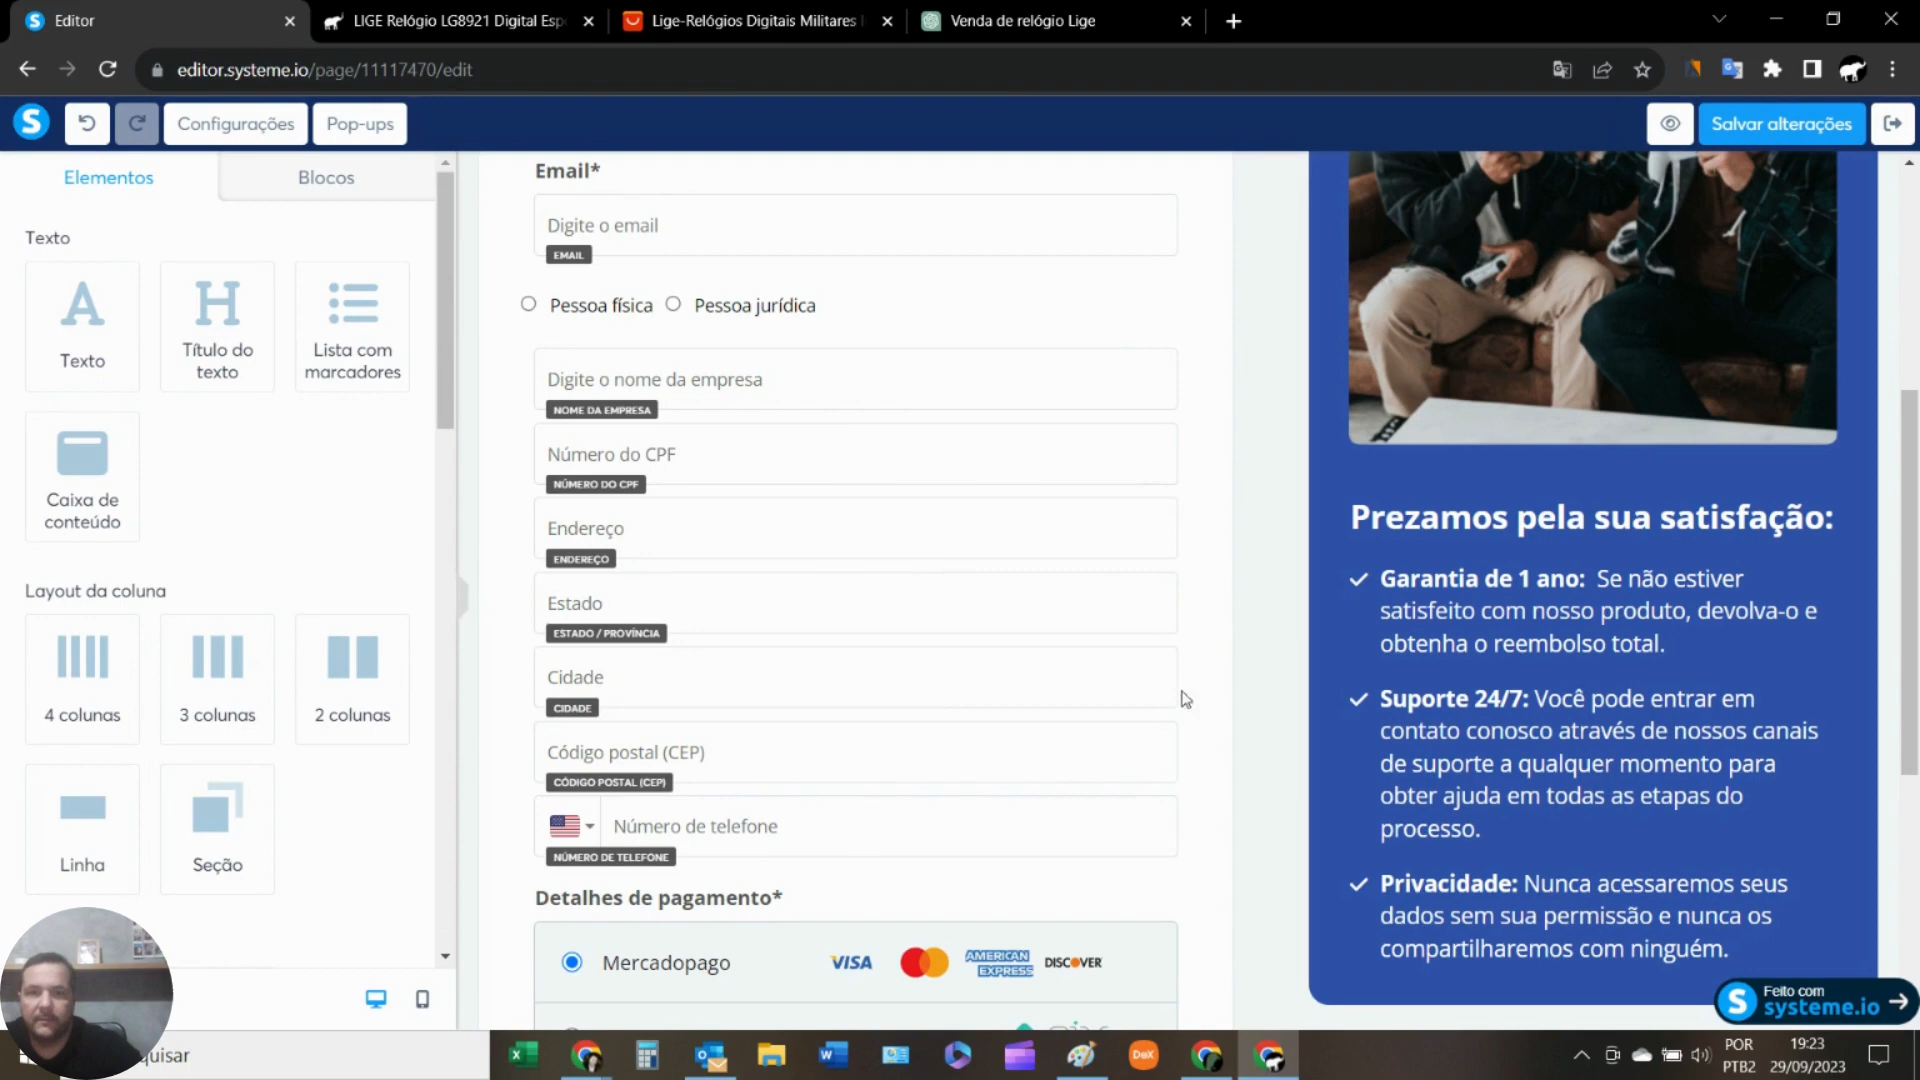 Editor
LIGE Relógio LG8921 Digital Esp
Lige-Relógios Digitais Militares
Venda de relógio Lige
editor.systeme.io/page/11117470/edit
Configurações
Pop-ups
Salvar alterações
Elementos
Blocos
Texto
Texto
Título do
texto
Lista com
marcadores
Caixa de
conteúdo
Layout da coluna
4 colunas
3 colunas
2 colunas
Linha
Seção
Email*
Digite o email
EMAIL
Pessoa física
Pessoa jurídica
Digite o nome da empresa
NOME DA EMPRESA
Número do CPF
NÚMERO DO CPF
Endereço
ENDEREÇO
Estado
ESTADO / PROVÍNCIA
Cidade
CIDADE
Código postal (CEP)
CÓDIGO POSTAL (CEP)
Número de telefone
NÚMERO DE TELEFONE
Detalhes de pagamento*
Mercadopago
VISA
AMERICAN
EXPRESS
DISCOVER
Prezamos pela sua satisfação:
Garantia de 1 ano: Se não estiver
satisfeito com nosso produto, devolva-o e
obtenha o reembolso total.
Suporte 24/7: Você pode entrar em
contato conosco através de nossos canais
de suporte a qualquer momento para
obter ajuda em todas as etapas do
processo.
Privacidade: Nunca acessaremos seus
dados sem sua permissão e nunca os
compartilharemos com ninguém.
Feito com
systeme.io
quisar
DeX
POR
PTB2
19:23
29/09/2023